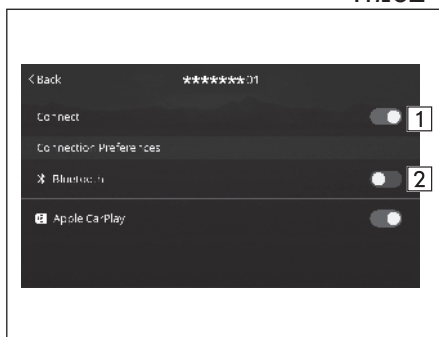 < Back *******01
Connect 1
Connection Preferences
Bluetooth 2
Apple CarPlay